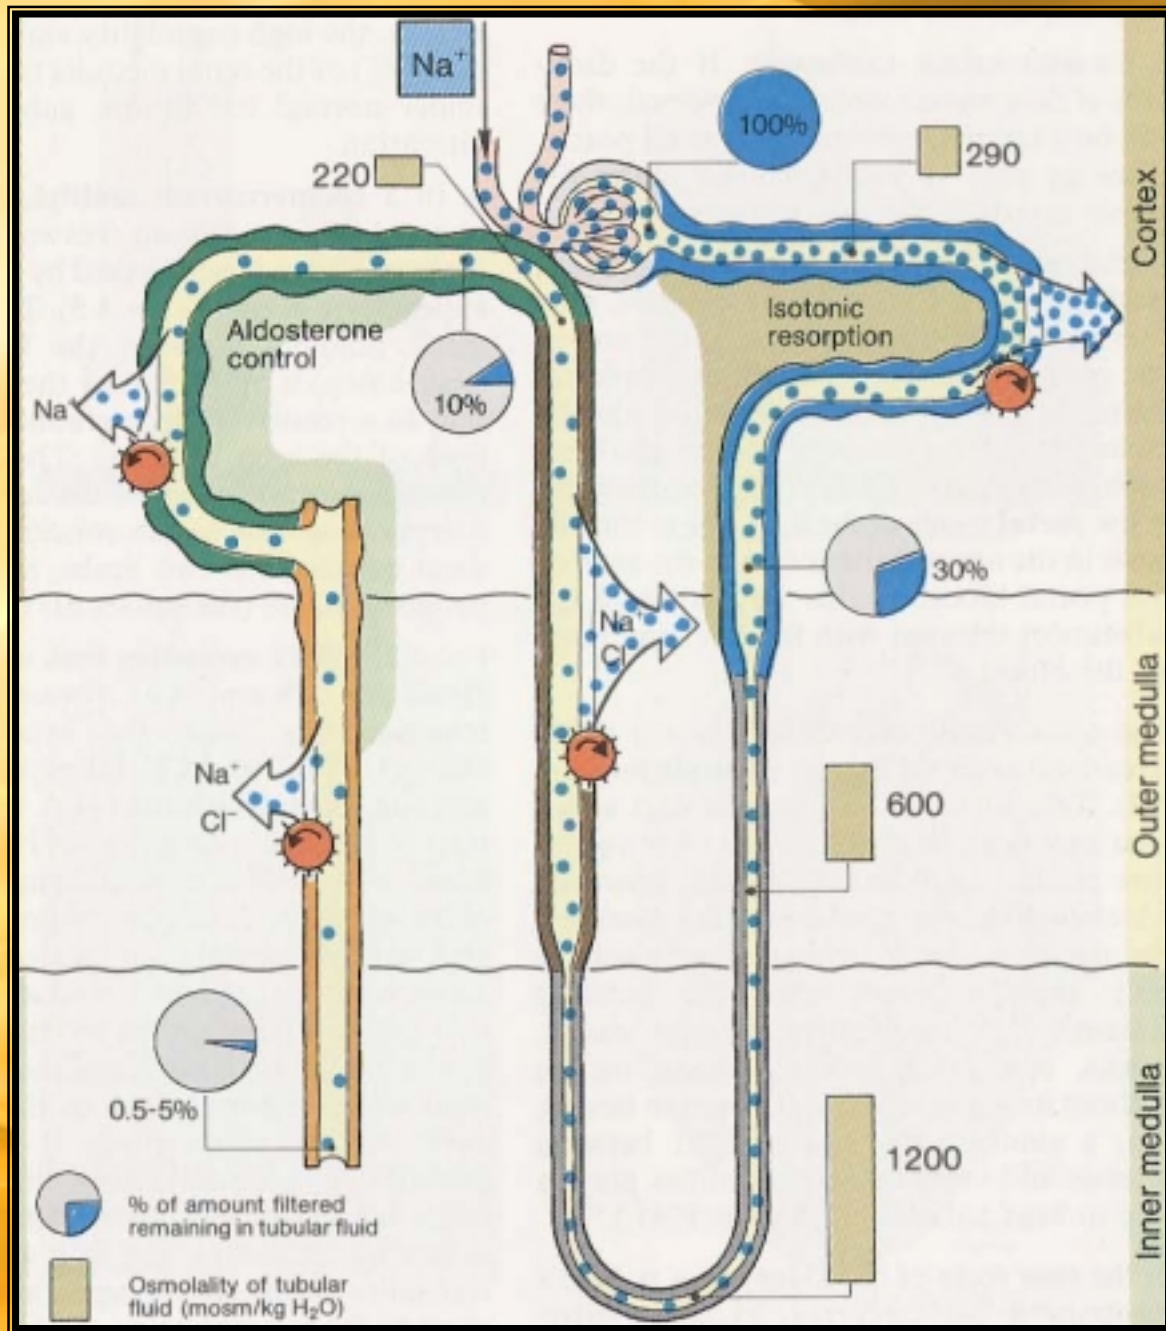 Na⁺
100%
220
290
Cortex
Isotonic
resorption
Aldosterone
control
10%
Na⁺
30%
Na⁺
Cl
Outer medulla
600
Na⁺
Cl⁻
0.5-5%
1200
Inner medulla
% of amount filtered
remaining in tubular fluid
Osmolality of tubular
fluid (mosm/kg H₂O)